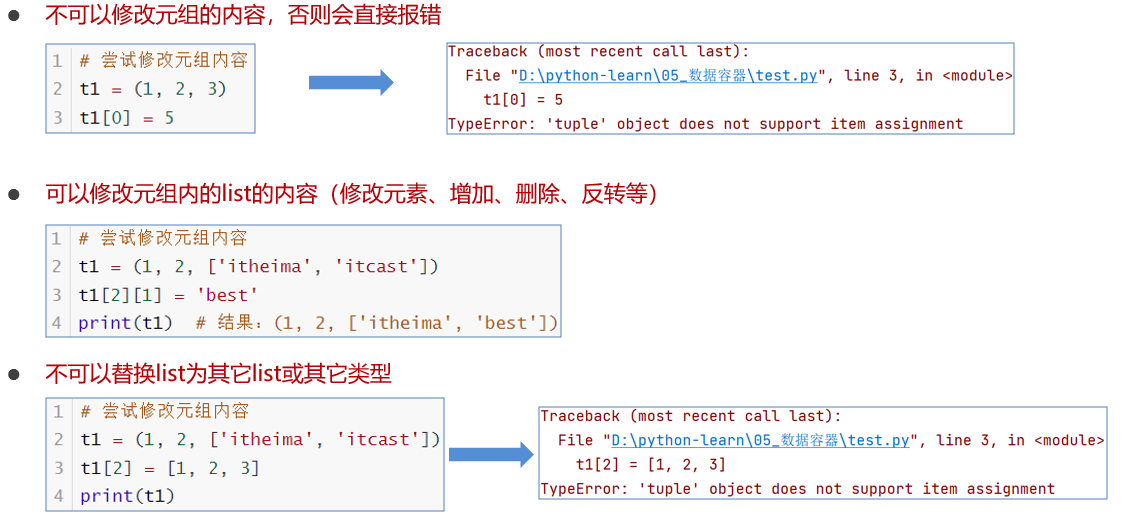 ● 不可以修改元组的内容，否则会直接报错
1 # 尝试修改元组内容
2 t1 = (1, 2, 3)
3 t1[0] = 5
Traceback (most recent call last):
  File "D:\python-learn\05_数据容器\test.py", line 3, in <module>
    t1[0] = 5
TypeError: 'tuple' object does not support item assignment
● 可以修改元组内的list的内容（修改元素、增加、删除、反转等）
1 # 尝试修改元组内容
2 t1 = (1, 2, ['itheima', 'itcast'])
3 t1[2][1] = 'best'
4 print(t1)  # 结果：(1, 2, ['itheima', 'best'])
● 不可以替换list为其它list或其它类型
1 # 尝试修改元组内容
2 t1 = (1, 2, ['itheima', 'itcast'])
3 t1[2] = [1, 2, 3]
4 print(t1)
Traceback (most recent call last):
  File "D:\python-learn\05_数据容器\test.py", line 3, in <module>
    t1[2] = [1, 2, 3]
TypeError: 'tuple' object does not support item assignment